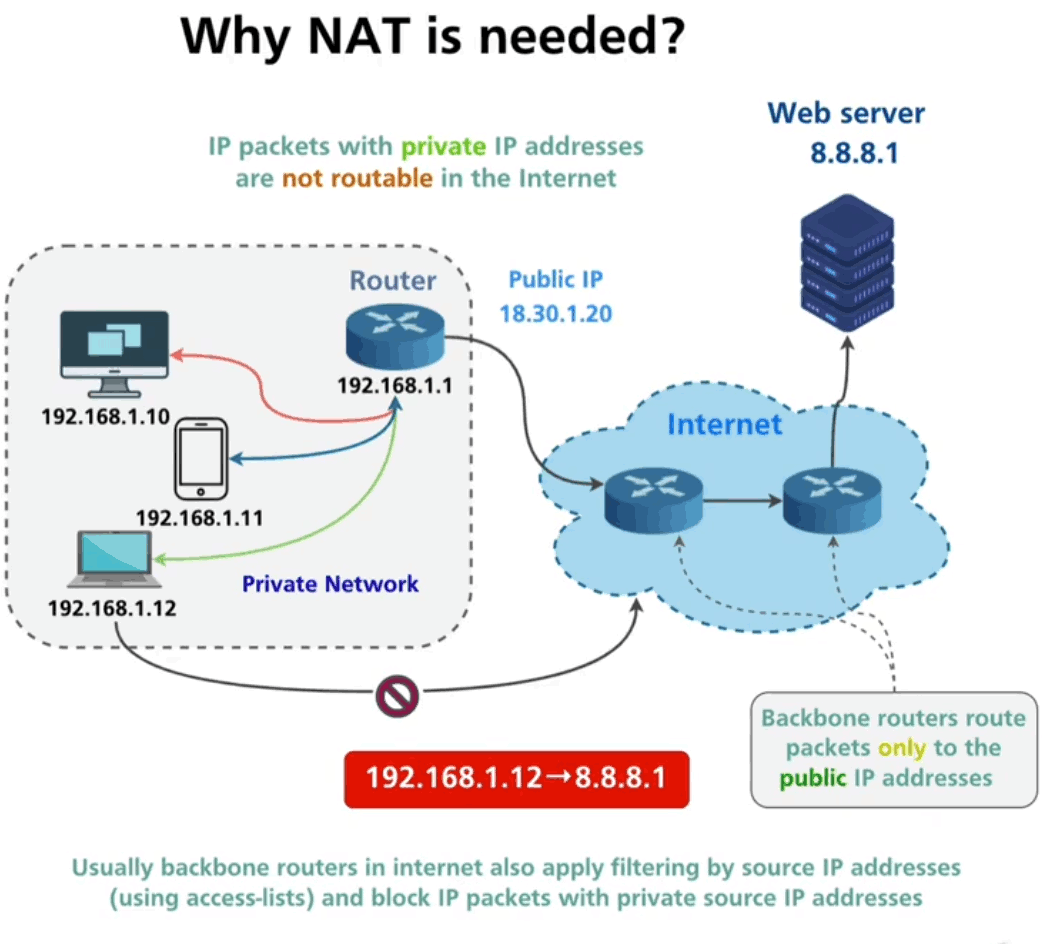 Why NAT is needed?
Web server
8.8.8.1
IP packets with private IP addresses
are not routable in the Internet
Router
Public IP
18.30.1.20
192.168.1.1
192.168.1.10
Internet
192.168.1.11
Private Network
192.168.1.12
Backbone routers route
packets only to the
public IP addresses
192.168.1.12→8.8.8.1
Usually backbone routers in internet also apply filtering by source IP addresses
(using access-lists) and block IP packets with private source IP addresses